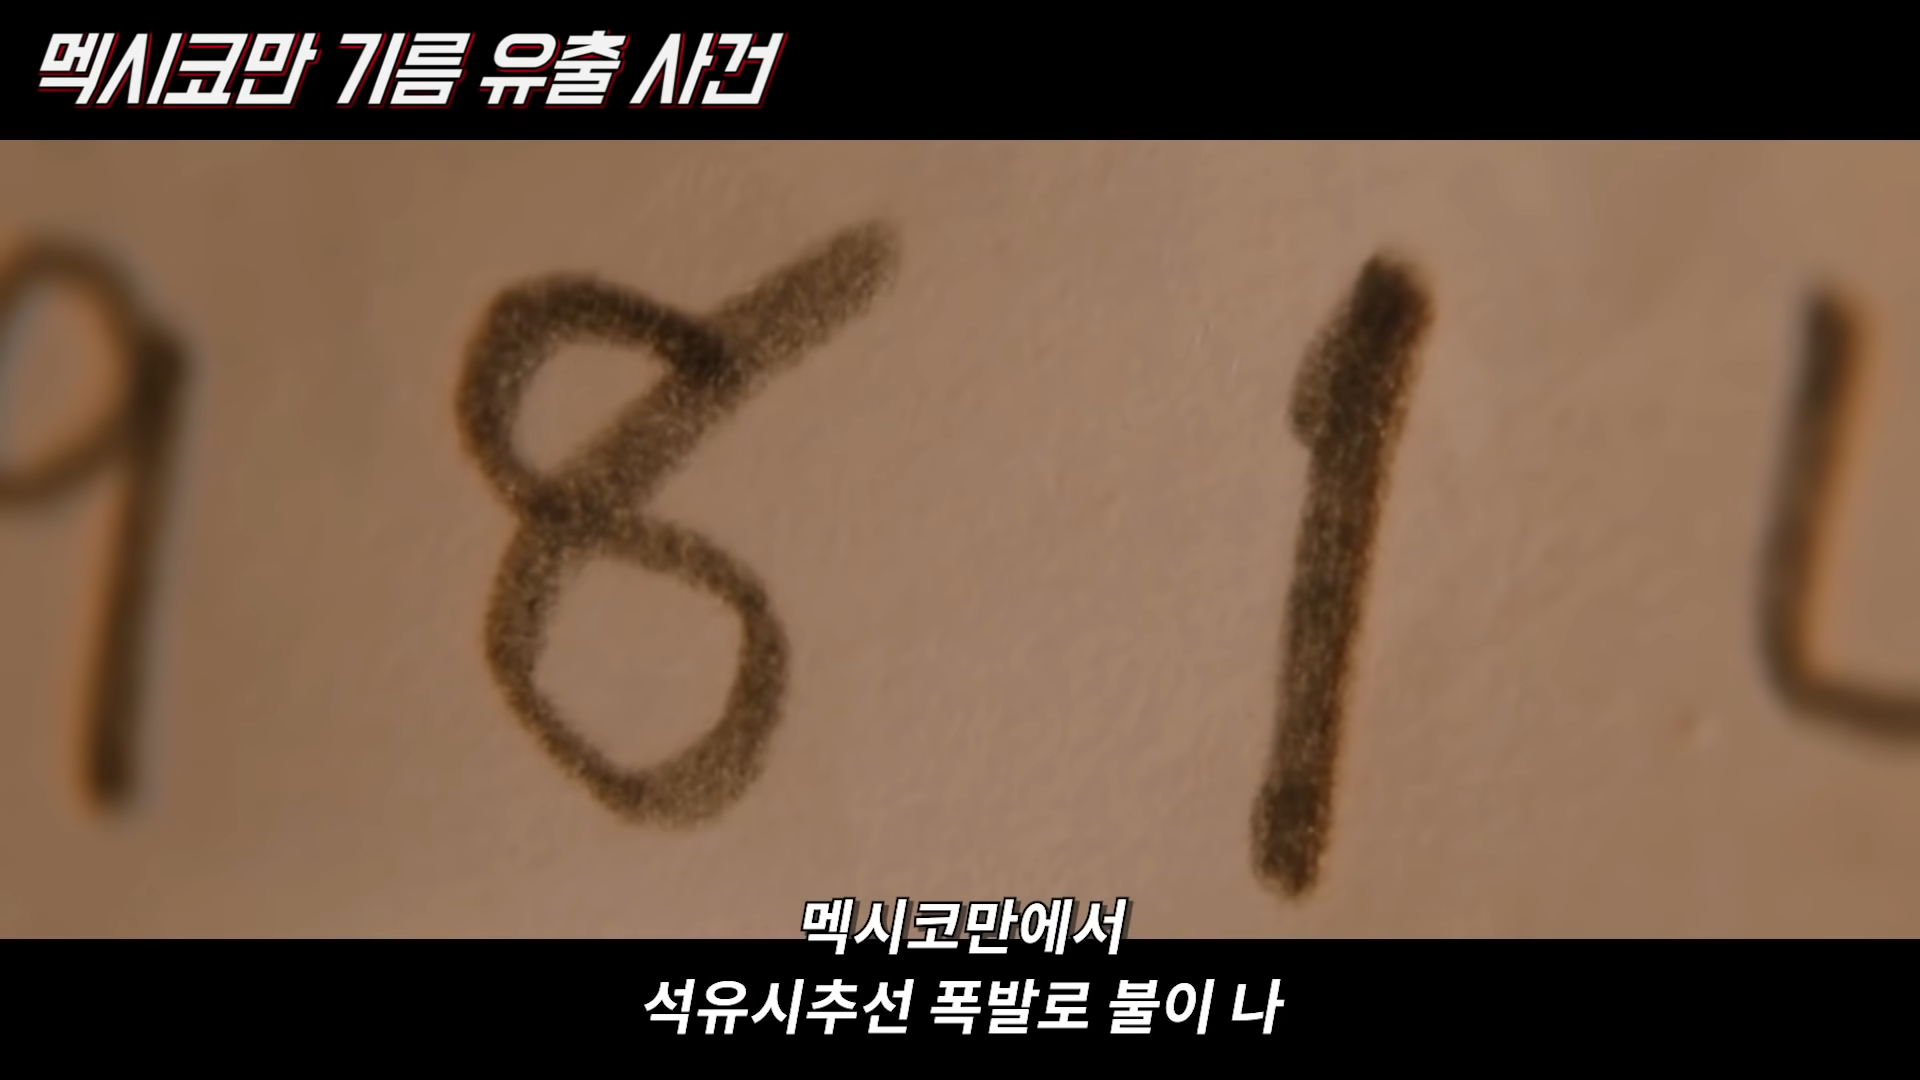 멕시코만 기름 유출 사건
9 8 1 4
멕시코만에서
석유시추선 폭발로 불이 나